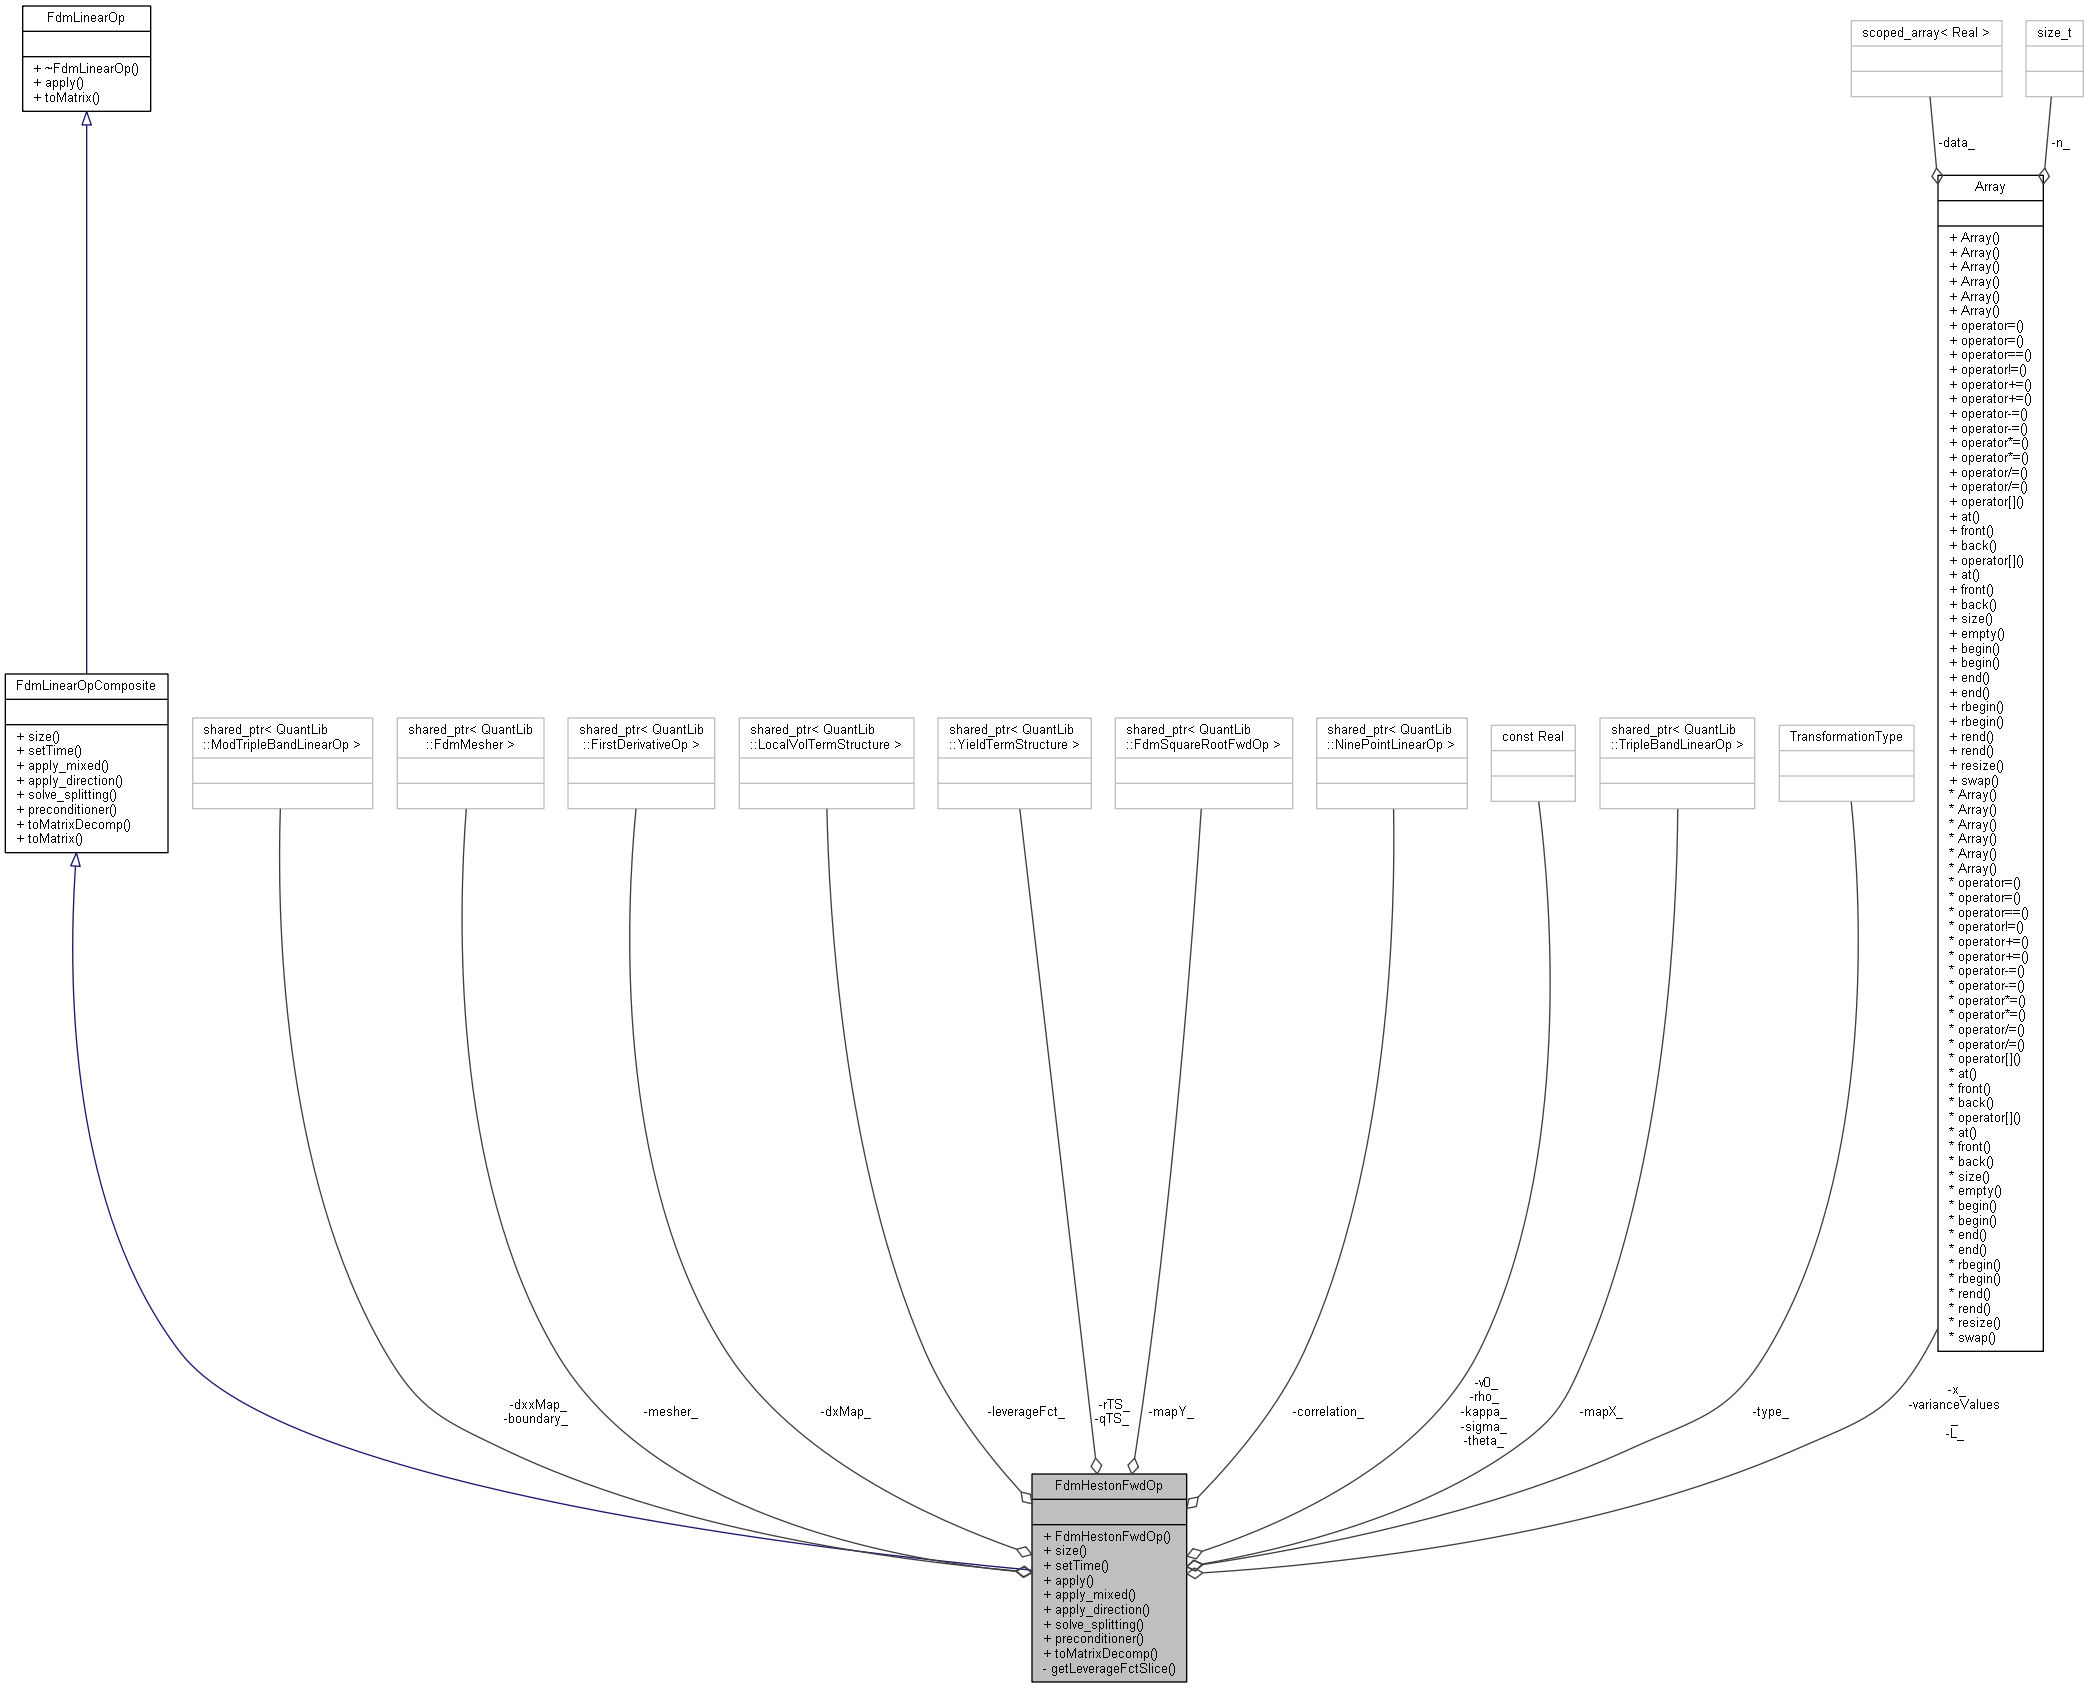 FdmLinearOp
+ ~FdmLinearOp()
+ apply()
+ toMatrix()
scoped_array< Real >
size_t
-data_
-n_
Array
+ Array()
+ Array()
+ Array()
+ Array()
+ Array()
+ Array()
+ operator=()
+ operator=()
+ operator==()
+ operator!=()
+ operator+=()
+ operator+=()
+ operator-=()
+ operator-=()
+ operator*=()
+ operator*=()
+ operator/=()
+ operator/=()
+ operator[]()
+ at()
+ front()
+ back()
+ operator[]()
+ at()
+ front()
+ back()
+ size()
+ empty()
+ begin()
+ begin()
+ end()
+ end()
+ rbegin()
+ rbegin()
+ rend()
+ rend()
+ resize()
+ swap()
* Array()
* Array()
* Array()
* Array()
* Array()
* Array()
* operator=()
* operator=()
* operator==()
* operator!=()
* operator+=()
* operator+=()
* operator-=()
* operator-=()
* operator*=()
* operator*=()
* operator/=()
* operator/=()
* operator[]()
* at()
* front()
* back()
* operator[]()
* at()
* front()
* back()
* size()
* empty()
* begin()
* begin()
* end()
* end()
* rbegin()
* rbegin()
* rend()
* rend()
* resize()
* swap()
FdmLinearOpComposite
+ size()
+ setTime()
+ apply_mixed()
+ apply_direction()
+ solve_splitting()
+ preconditioner()
+ toMatrixDecomp()
+ toMatrix()
shared_ptr< QuantLib
::ModTripleBandLinearOp >
shared_ptr< QuantLib
::FdmMesher >
shared_ptr< QuantLib
::FirstDerivativeOp >
shared_ptr< QuantLib
::LocalVolTermStructure >
shared_ptr< QuantLib
::YieldTermStructure >
shared_ptr< QuantLib
::FdmSquareRootFwdOp >
shared_ptr< QuantLib
::NinePointLinearOp >
const Real
shared_ptr< QuantLib
::TripleBandLinearOp >
TransformationType
-dxxMap_
-boundary_
-mesher_
-dxMap_
-leverageFct_
-rTS_
-qTS_
-mapY_
-correlation_
-v0_
-rho_
-kappa_
-sigma_
-theta_
-mapX_
-type_
-x_
-varianceValues
_
-L_
FdmHestonFwdOp
+ FdmHestonFwdOp()
+ size()
+ setTime()
+ apply()
+ apply_mixed()
+ apply_direction()
+ solve_splitting()
+ preconditioner()
+ toMatrixDecomp()
- getLeverageFctSlice()